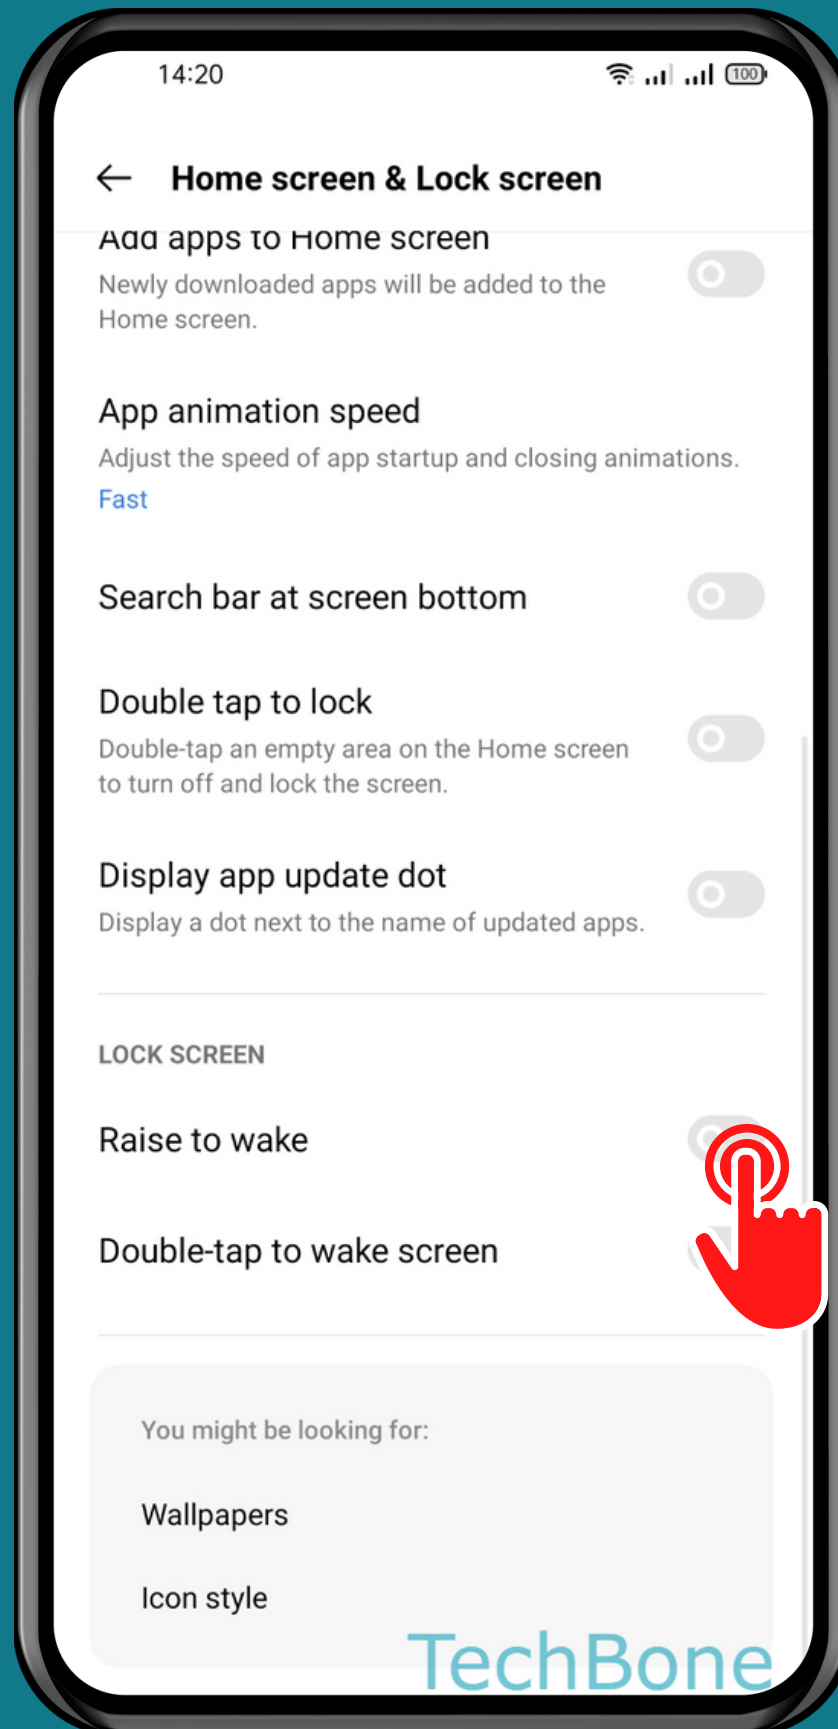 14:20
100
Home screen & Lock screen
Add apps to Home screen
Newly downloaded apps will be added to the
Home screen.
App animation speed
Adjust the speed of app startup and closing animations.
Fast
Search bar at screen bottom
Double tap to lock
Double-tap an empty area on the Home screen
to turn off and lock the screen.
Display app update dot
Display a dot next to the name of updated apps.
LOCK SCREEN
Raise to wake
Double-tap to wake screen
You might be looking for:
Wallpapers
Icon style
TechBone